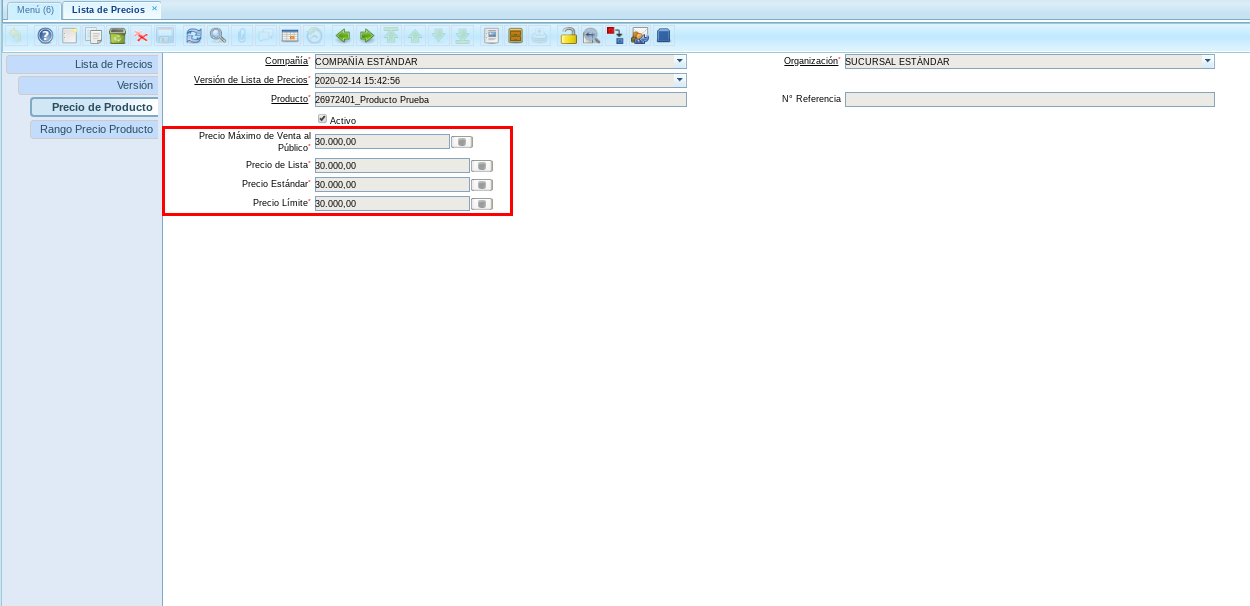 Menú (6)
Lista de Precios ×
Lista de Precios
Versión
Precio de Producto
Rango Precio Producto
Compañía* COMPAÑÍA ESTÁNDAR
Organización* SUCURSAL ESTÁNDAR
Versión de Lista de Precios* 2020-02-14 15:42:56
Producto* 26972401_Producto Prueba
N° Referencia
Activo
Precio Máximo de Venta al
Público* 30.000,00
Precio de Lista* 30.000,00
Precio Estándar* 30.000,00
Precio Límite* 30.000,00